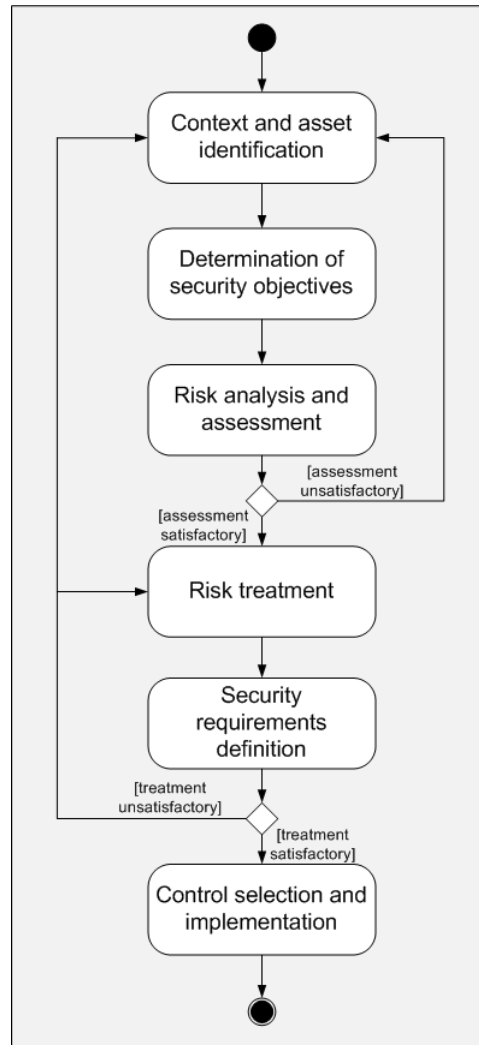 Context and asset
identification
Determination of
security objectives
Risk analysis and
assessment
[assessment
unsatisfactory]
[assessment
satisfactory]
Risk treatment
Security
requirements
definition
[treatment
unsatisfactory]
[treatment
satisfactory]
Control selection and
implementation